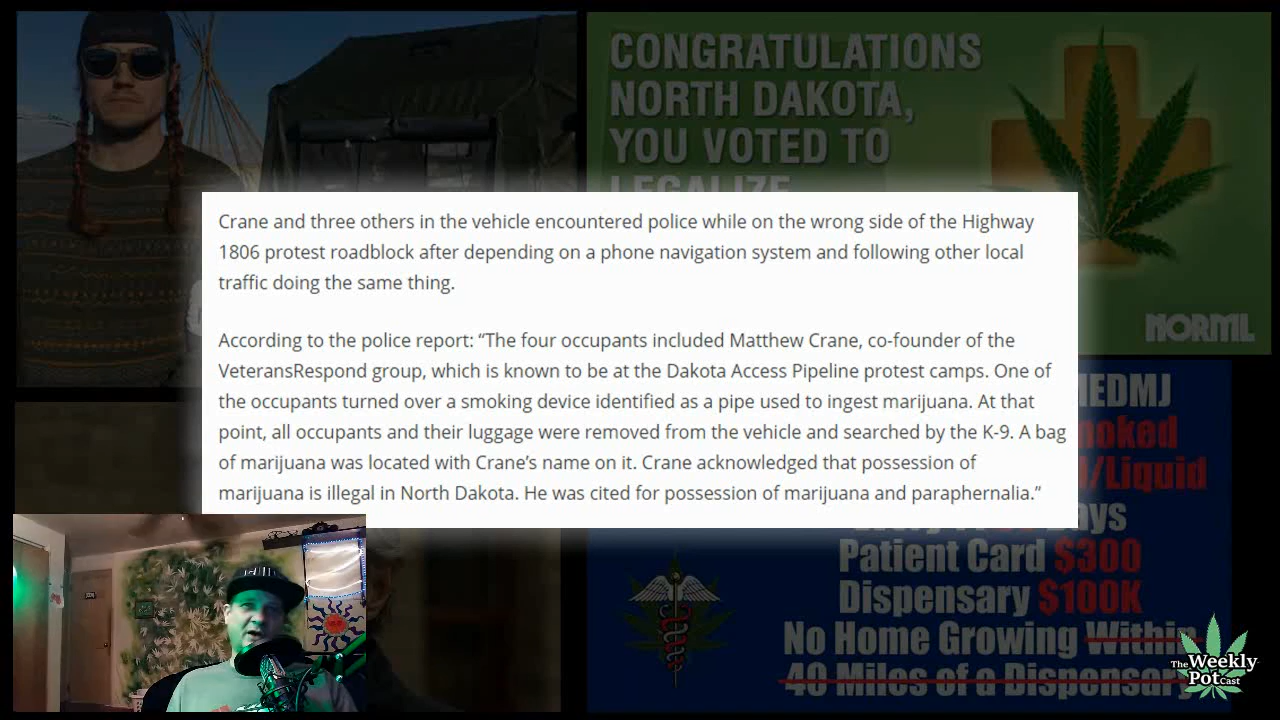 CONGRATULATIONS
NORTH DAKOTA,
YOU VOTED TO
LEGALIZE
NORML
Crane and three others in the vehicle encountered police while on the wrong side of the Highway
1806 protest roadblock after depending on a phone navigation system and following other local
traffic doing the same thing.
According to the police report: “The four occupants included Matthew Crane, co-founder of the
VeteransRespond group, which is known to be at the Dakota Access Pipeline protest camps. One of
the occupants turned over a smoking device identified as a pipe used to ingest marijuana. At that
point, all occupants and their luggage were removed from the vehicle and searched by the K-9. A bag
of marijuana was located with Crane’s name on it. Crane acknowledged that possession of
marijuana is illegal in North Dakota. He was cited for possession of marijuana and paraphernalia.”
MEDMJ
/Liquid
Days
Patient Card $300
Dispensary $100K
No Home Growing Within
40 Miles of a Dispensary
The Weekly
PotCast